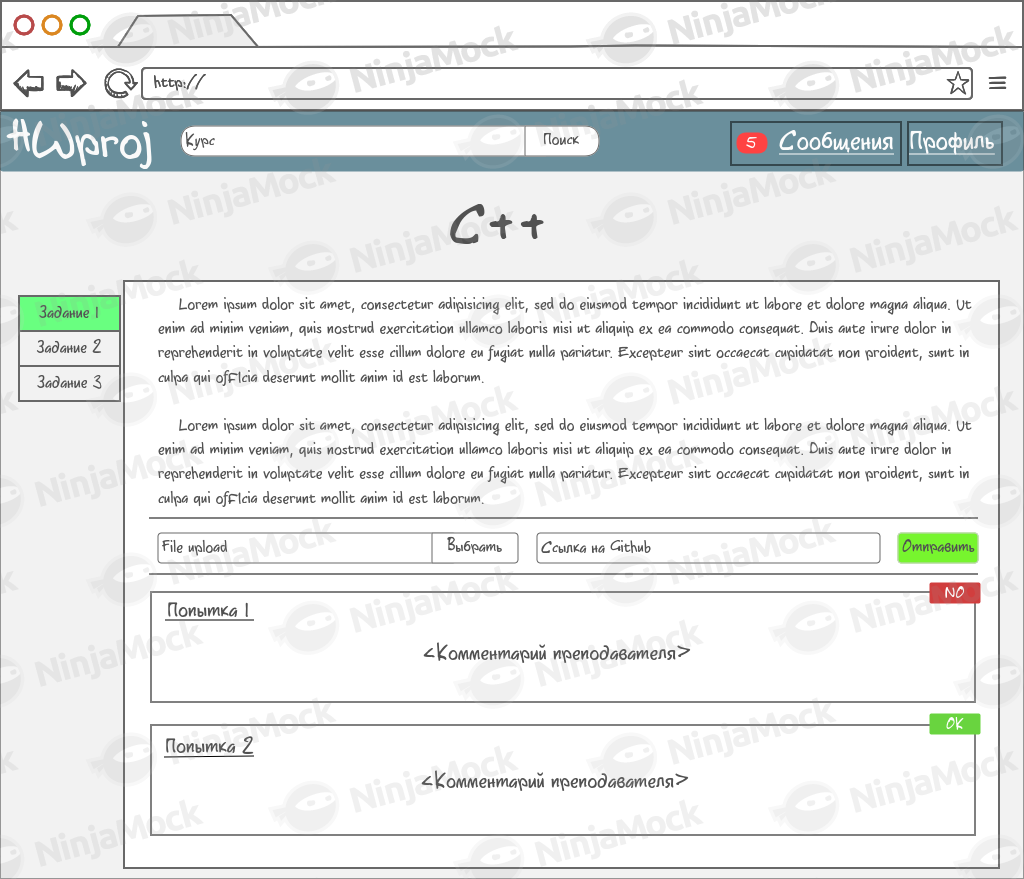 http://
HWproj
Курс
Поиск
5 Сообщения
Профиль
C++
Задание 1
Задание 2
Задание 3
Lorem ipsum dolor sit amet, consectetur adipisicing elit, sed do eiusmod tempor incididunt ut labore et dolore magna aliqua. Ut
enim ad minim veniam, quis nostrud exercitation ullamco laboris nisi ut aliquip ex ea commodo consequat. Duis aute irure dolor in
reprehenderit in voluptate velit esse cillum dolore eu fugiat nulla pariatur. Excepteur sint occaecat cupidatat non proident, sunt in
culpa qui officia deserunt mollit anim id est laborum.
Lorem ipsum dolor sit amet, consectetur adipisicing elit, sed do eiusmod tempor incididunt ut labore et dolore magna aliqua. Ut
enim ad minim veniam, quis nostrud exercitation ullamco laboris nisi ut aliquip ex ea commodo consequat. Duis aute irure dolor in
reprehenderit in voluptate velit esse cillum dolore eu fugiat nulla pariatur. Excepteur sint occaecat cupidatat non proident, sunt in
culpa qui officia deserunt mollit anim id est laborum.
File upload
Выбрать
Ссылка на Github
Отправить
NO
Попытка 1
<Комментарий преподавателя>
OK
Попытка 2
<Комментарий преподавателя>
NinjaMock